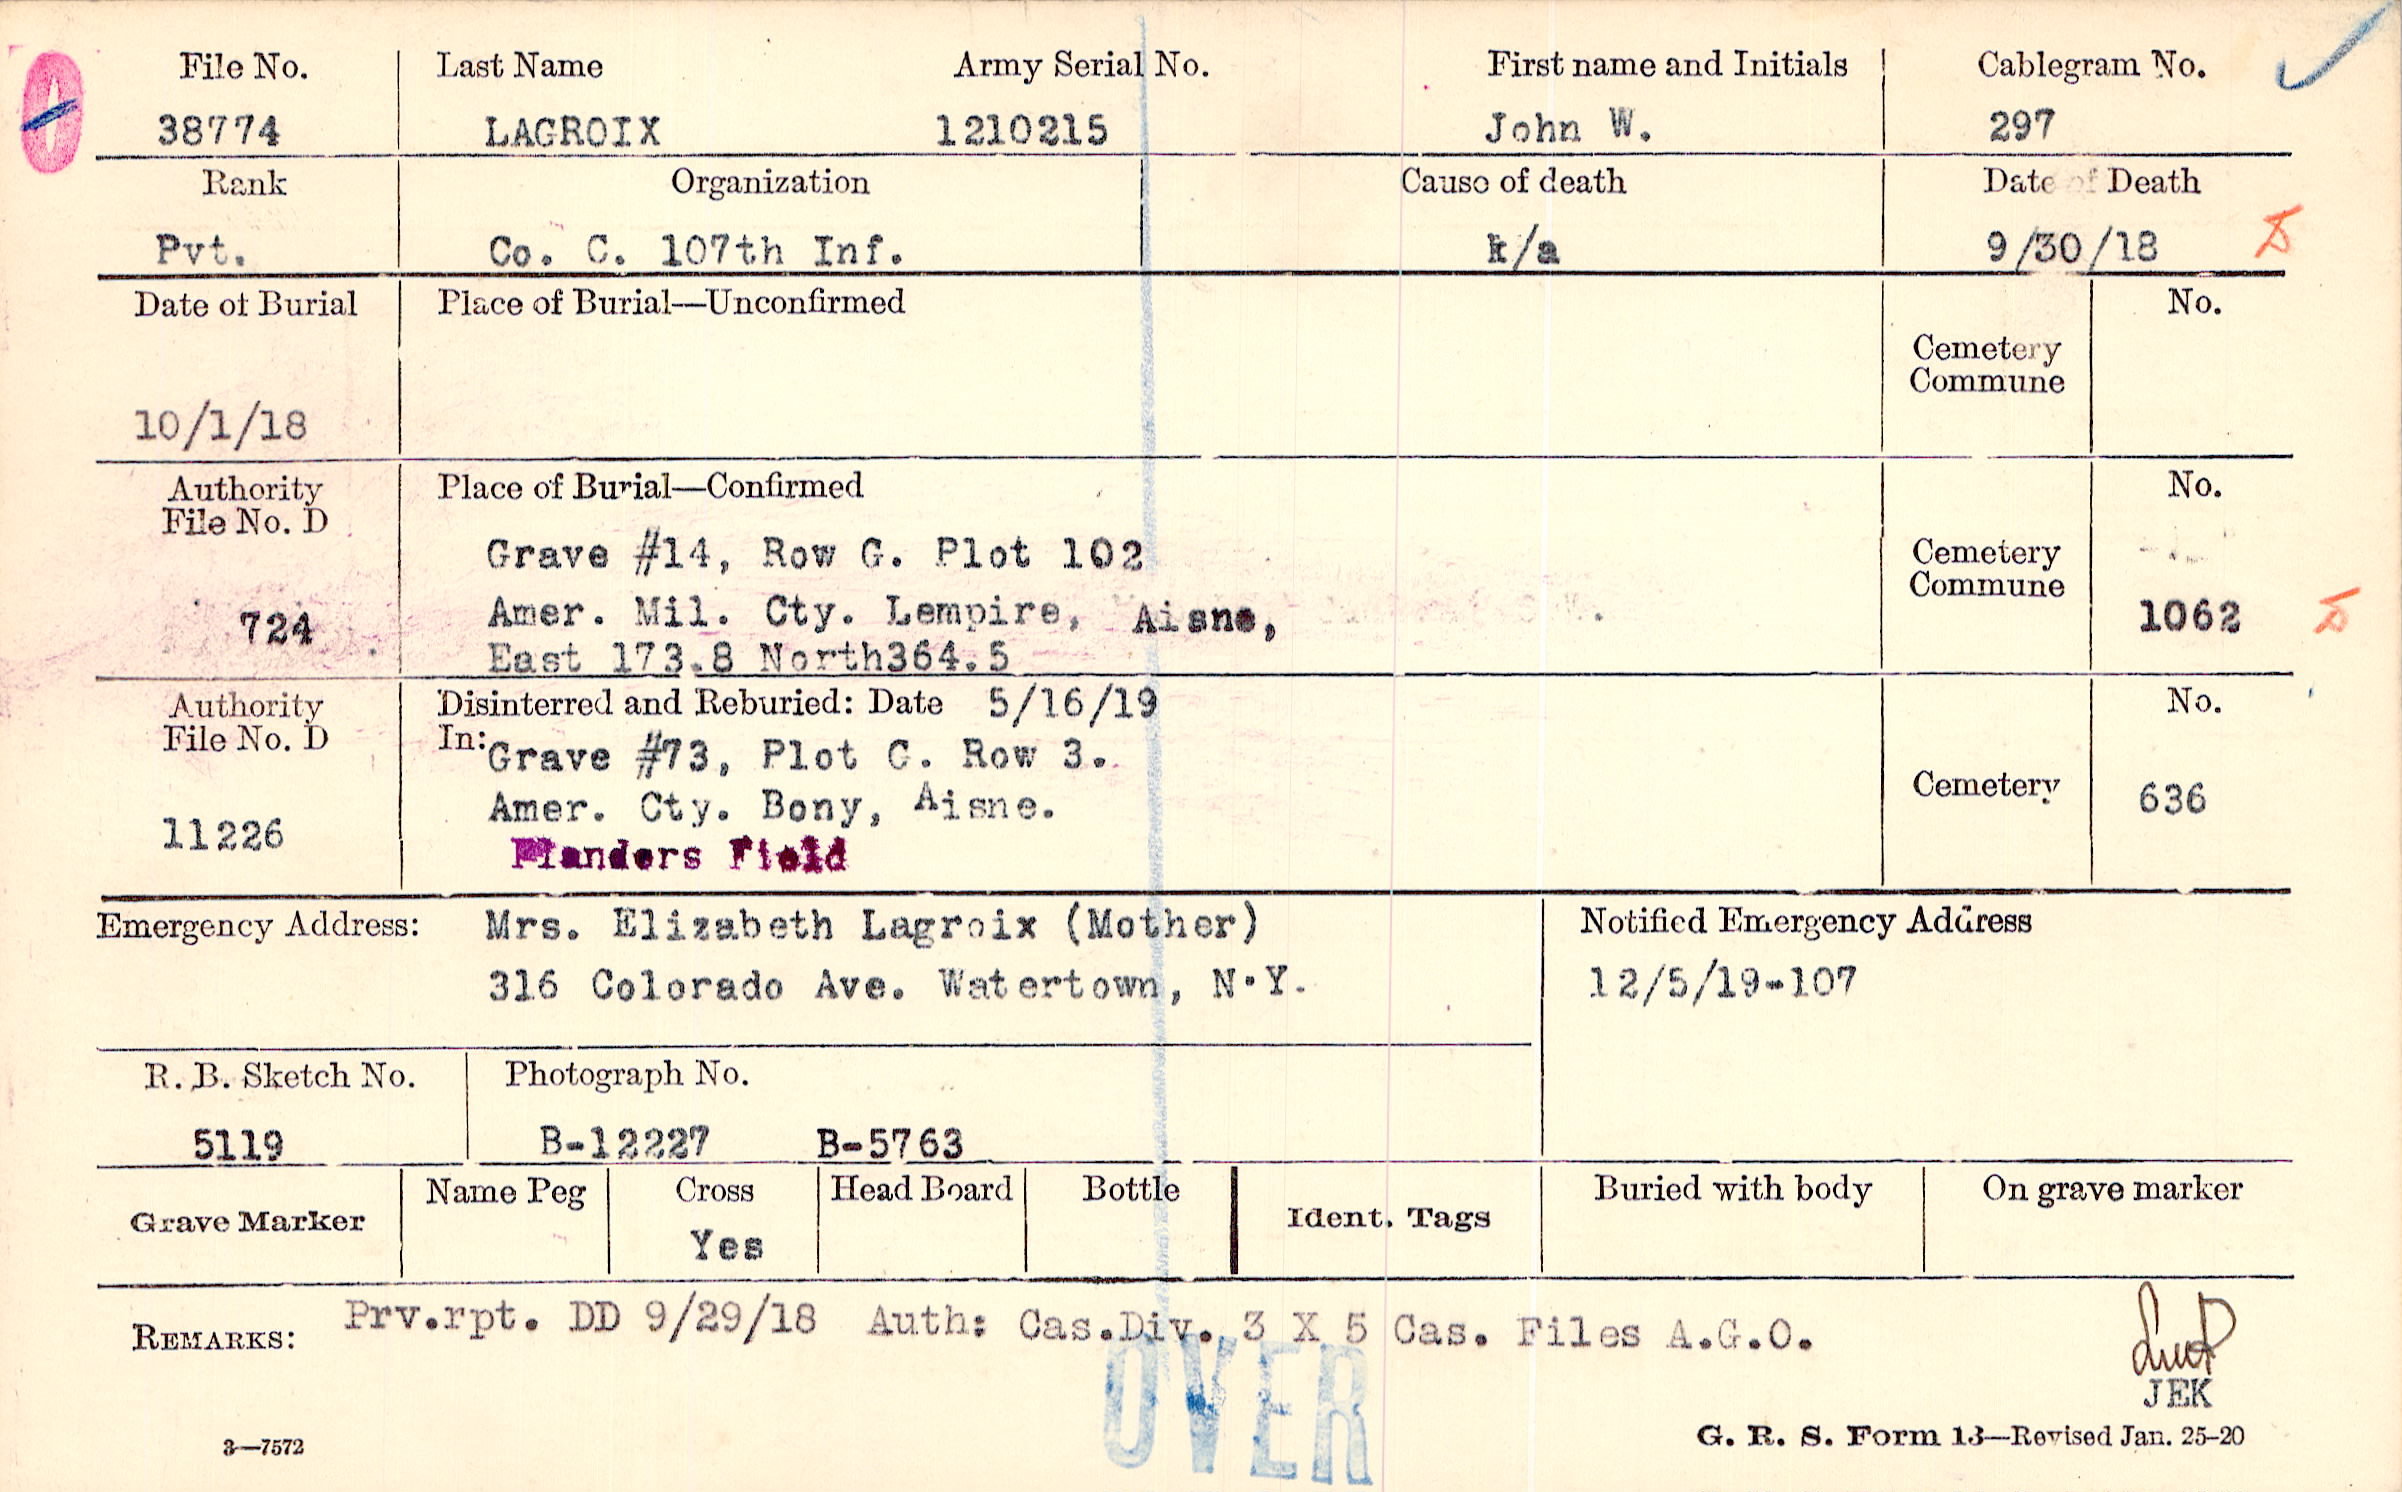 File No. Last Name Army Serial No. First name and Initials Cablegram No.
38774 LAGROIX 1210215 John W. 297
Rank Organization Cause of death Date of Death
Pvt. Co. C. 107th Inf. k/a 9/30/18
Date of Burial Place of Burial—Unconfirmed No.
Cemetery
Commune
10/1/18
Authority Place of Burial—Confirmed No.
File No. D
Grave #14, Row G. Plot 102 Cemetery
Commune
724 Amer. Mil. Cty. Lempire, Aisne, 1062
East 173.8 North364.5
Authority Disinterred and Reburied: Date 5/16/19 No.
File No. D In: Grave #73, Plot C. Row 3.
Cemetery 636
11226 Amer. Cty. Bony, Aisne.
Flanders Field
Emergency Address: Mrs. Elizabeth Lagroix (Mother) Notified Emergency Address
316 Colorado Ave. Watertown, N.Y. 12/5/19-107
R. B. Sketch No. Photograph No.
5119 B-12227 B-5763
Grave Marker Name Peg Cross Head Board Bottle Ident. Tags Buried with body On grave marker
Yes
REMARKS: Prv.rpt. DD 9/29/18 Auth: Cas.Div. 3 X 5 Cas. Files A.G.O.
OVER
JEK
3—7572 G. R. S. Form 13—Revised Jan. 25-20